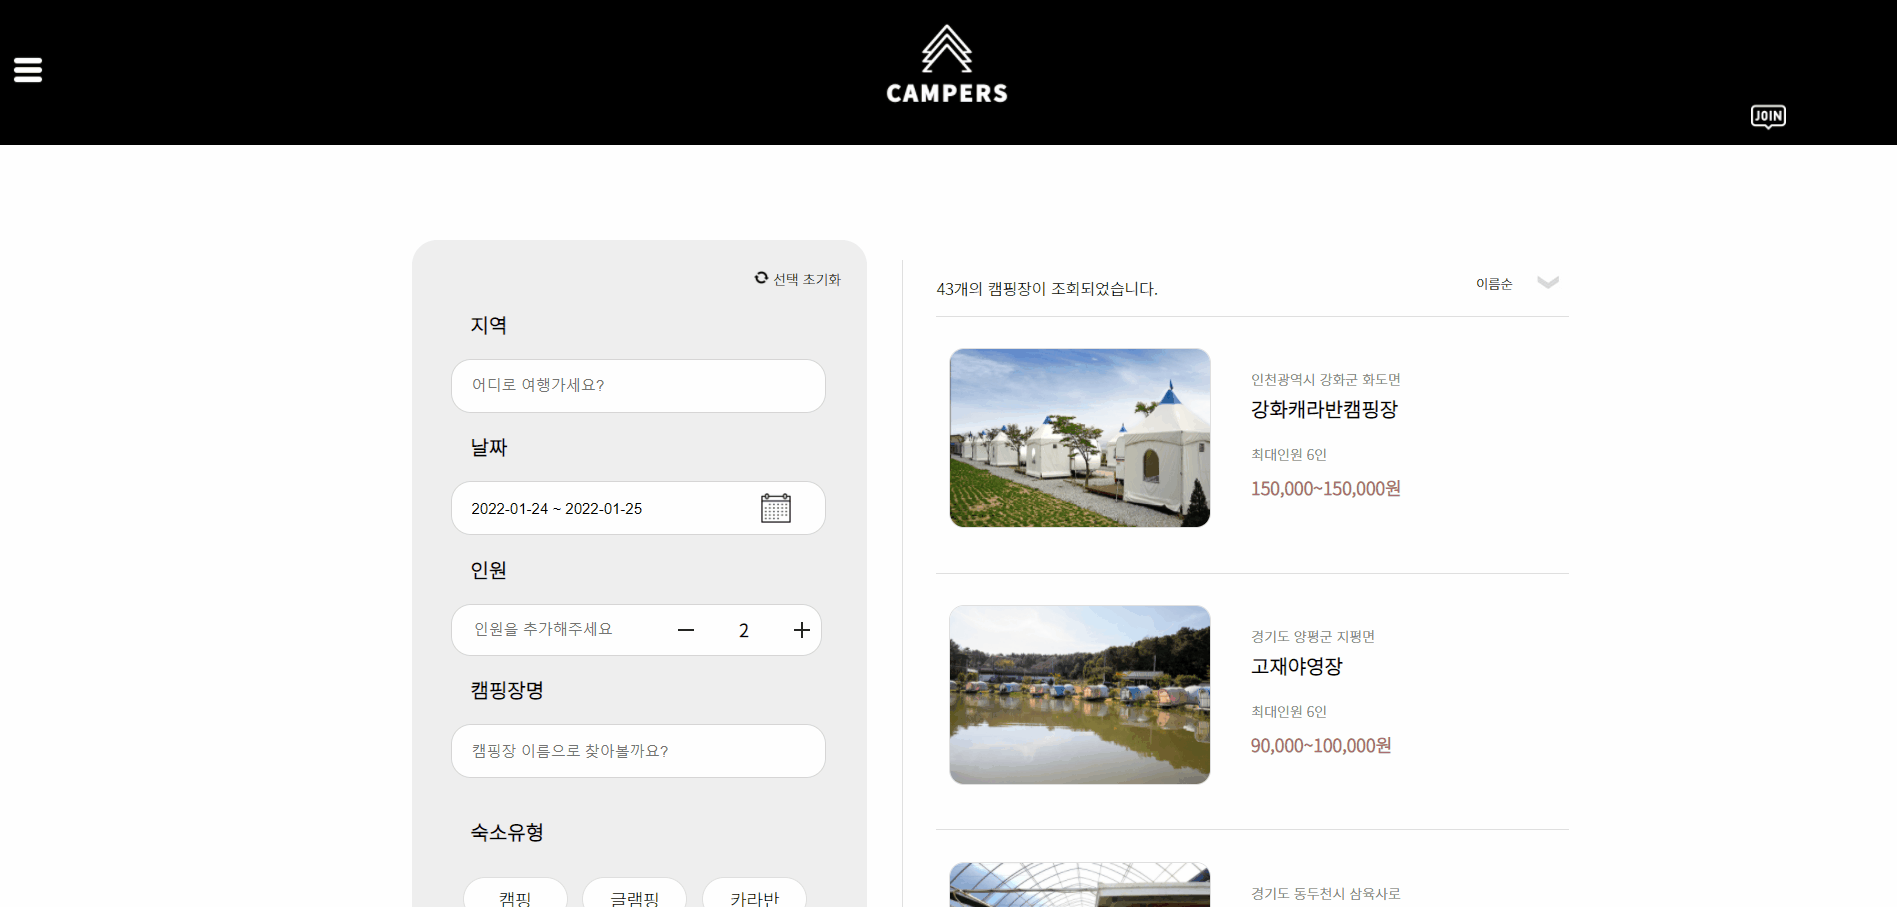 CAMPERS
JOIN
선택 초기화
지역
어디로 여행가세요?
날짜
2022-01-24 ~ 2022-01-25
인원
인원을 추가해주세요
2
캠핑장명
캠핑장 이름으로 찾아볼까요?
숙소유형
캠핑
글램핑
카라반
43개의 캠핑장이 조회되었습니다.
이름순
인천광역시 강화군 화도면
강화캐라반캠핑장
최대인원 6인
150,000~150,000원
경기도 양평군 지평면
고재야영장
최대인원 6인
90,000~100,000원
경기도 동두천시 삼육사로